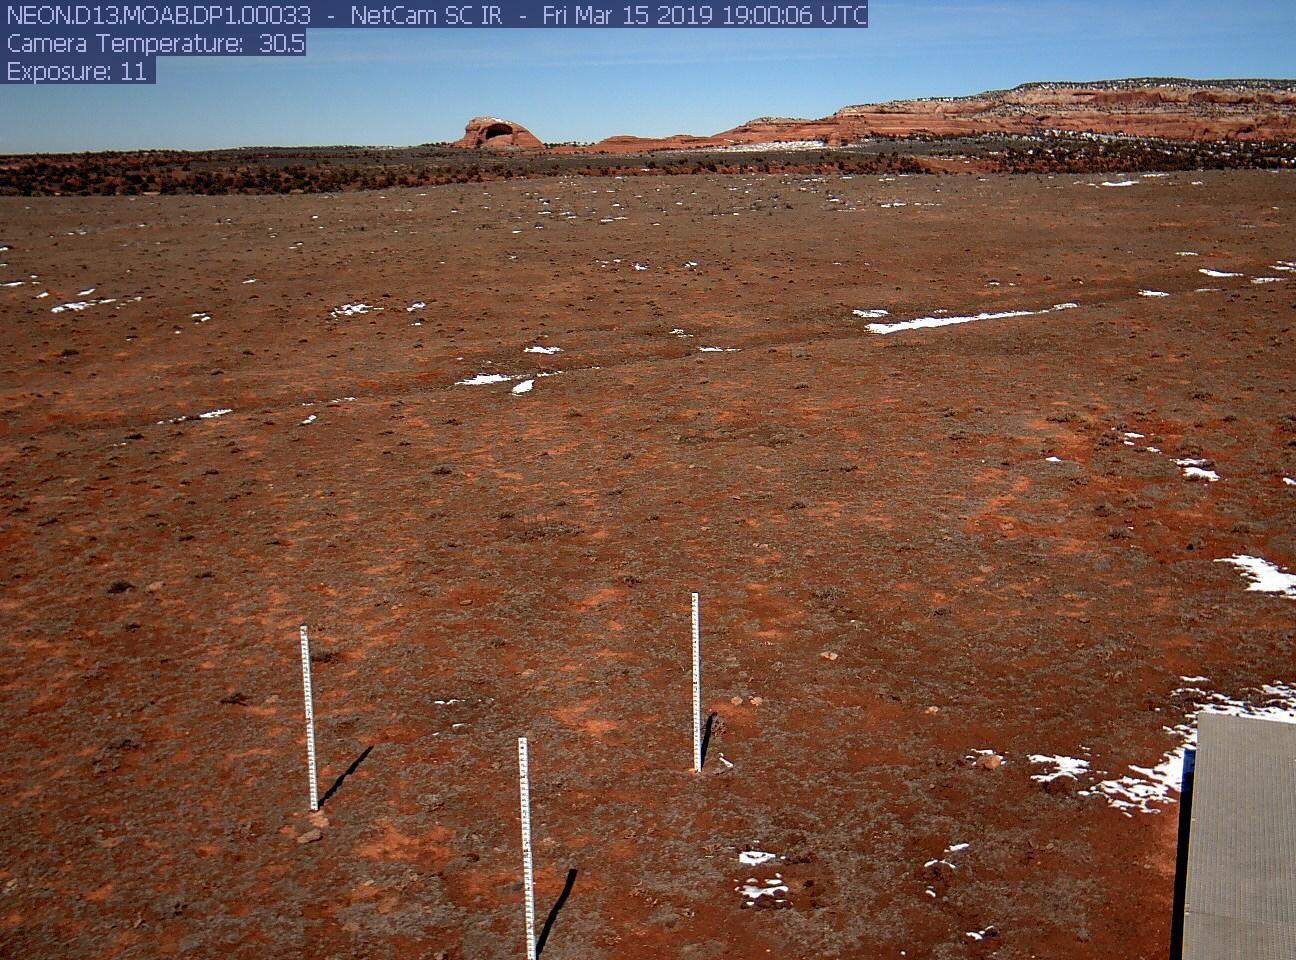 NEON.D13.MOAB.DP1.00033 - NetCam SC IR - Fri Mar 15 2019 19:00:06 UTC
Camera Temperature: 30.5
Exposure: 11